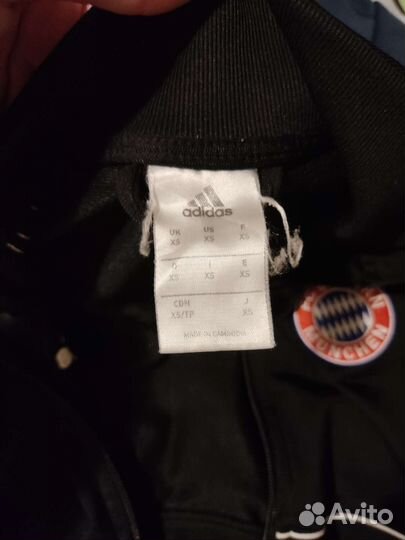 adidas
UK US F
XS XS XS
D I E
XS XS XS
CDN J
XS/TP XS
MADE IN CAMBODIA
MÜNCHEN
Avito